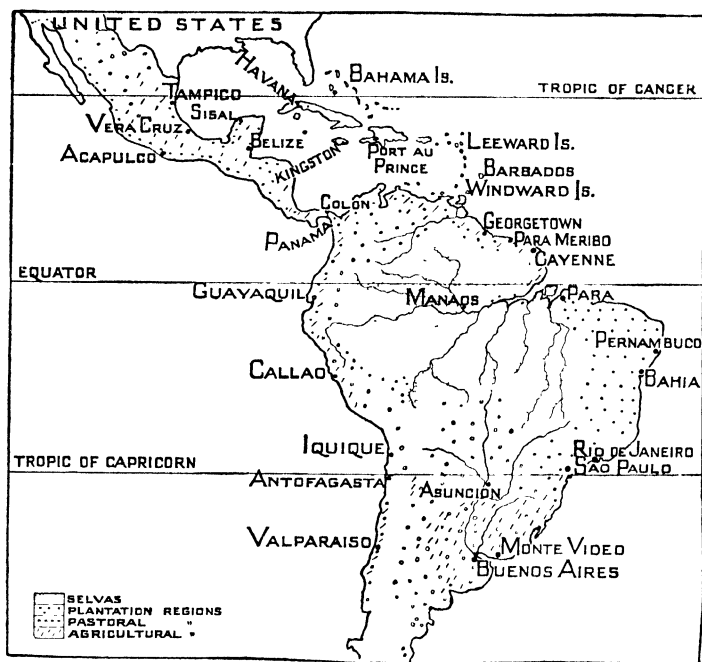 UNITED STATES
HAVANA
BAHAMA IS.
TROPIC OF CANCER
TAMPICO
SISAL
VERA CRUZ
BELIZE
KINGSTON
PORT AU
PRINCE
LEEWARD IS.
ACAPULCO
BARBADOS
WINDWARD IS.
COLON
PANAMA
GEORGETOWN
PARA MERIBO
CAYENNE
EQUATOR
GUAYAQUIL
MANAOS
PARA
PERNAMBUCO
CALLAO
BAHIA
IQUIQUE
RIO DE JANEIRO
TROPIC OF CAPRICORN
SÃO PAULO
ANTOFAGASTA
ASUNCION
VALPARAISO
MONTE VIDEO
BUENOS AIRES
SELVAS
PLANTATION REGIONS
PASTORAL "
AGRICULTURAL "